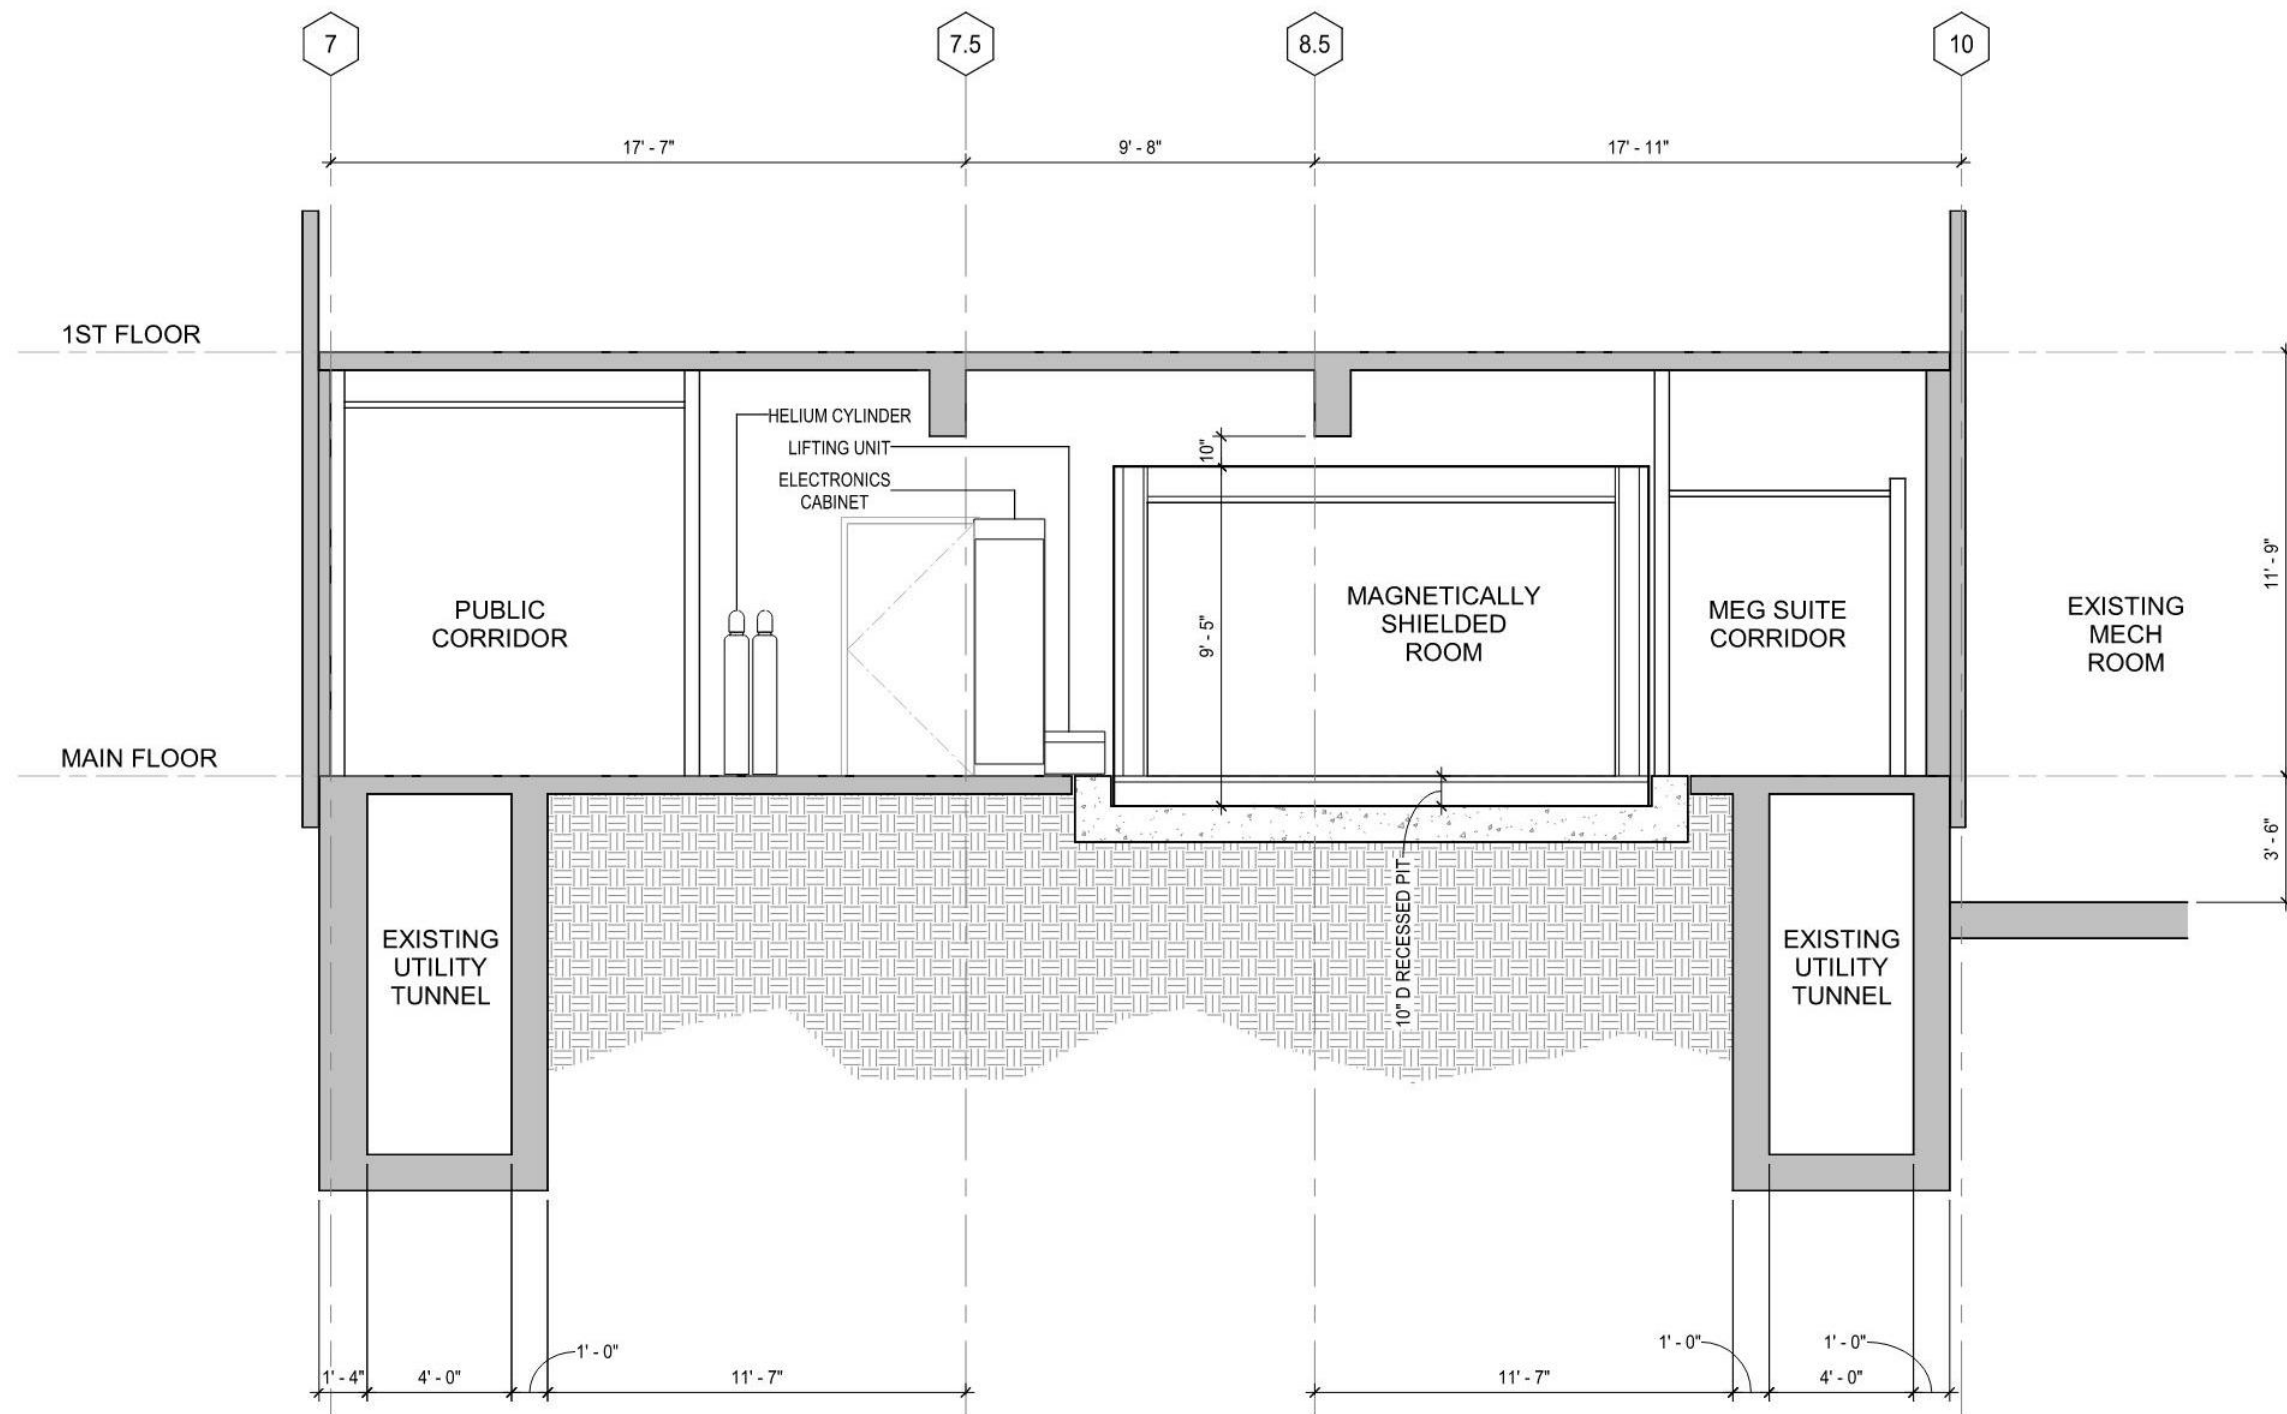 7
7.5
8.5
10
17' - 7"
9' - 8"
17' - 11"
1ST FLOOR
HELIUM CYLINDER
LIFTING UNIT
ELECTRONICS
CABINET
10"
9' - 5"
PUBLIC
CORRIDOR
MAGNETICALLY
SHIELDED
ROOM
MEG SUITE
CORRIDOR
EXISTING
MECH
ROOM
11' - 9"
MAIN FLOOR
3' - 6"
10" D RECESSED PIT
EXISTING
UTILITY
TUNNEL
EXISTING
UTILITY
TUNNEL
1' - 4"
4' - 0"
1' - 0"
11' - 7"
11' - 7"
1' - 0"
4' - 0"
1' - 0"